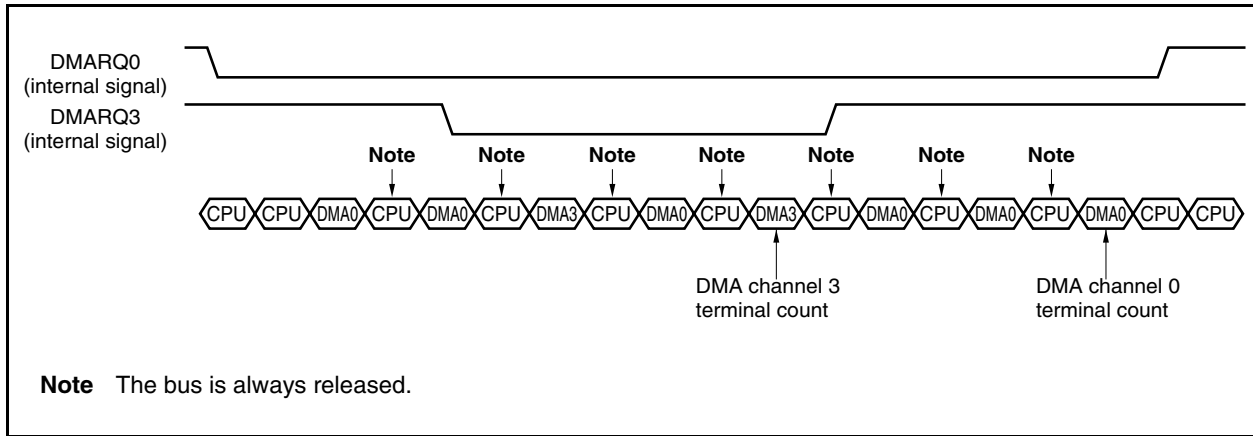 DMARQ0
(internal signal)
DMARQ3
(internal signal)
Note Note Note Note Note Note Note
CPU CPU DMA0 CPU DMA0 CPU DMA3 CPU DMA0 CPU DMA3 CPU DMA0 CPU DMA0 CPU DMA0 CPU CPU
DMA channel 3
terminal count
DMA channel 0
terminal count
Note The bus is always released.